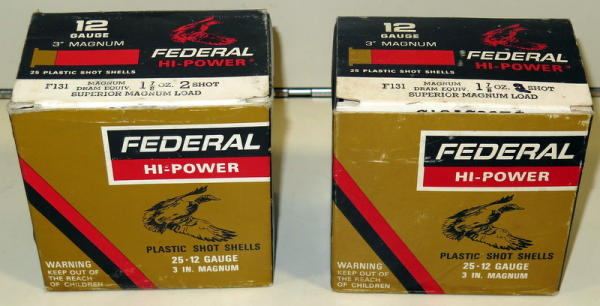 12
GAUGE
3" MAGNUM
FEDERAL
HI-POWER
25 PLASTIC SHOT SHELLS
F131 MAGNUM DRAM EQUIV. 1 7/8 OZ. 2 SHOT
SUPERIOR MAGNUM LOAD
FEDERAL
HI-POWER
PLASTIC SHOT SHELLS
25-12 GAUGE
3 IN. MAGNUM
WARNING
KEEP OUT OF
THE REACH
OF CHILDREN
12
GAUGE
3" MAGNUM
FEDERAL
HI-POWER
25 PLASTIC SHOT SHELLS
F131 MAGNUM DRAM EQUIV. 1 7/8 OZ. 2 SHOT
SUPERIOR MAGNUM LOAD
FEDERAL
HI-POWER
PLASTIC SHOT SHELLS
25-12 GAUGE
3 IN. MAGNUM
WARNING
KEEP OUT OF
THE REACH
OF CHILDREN